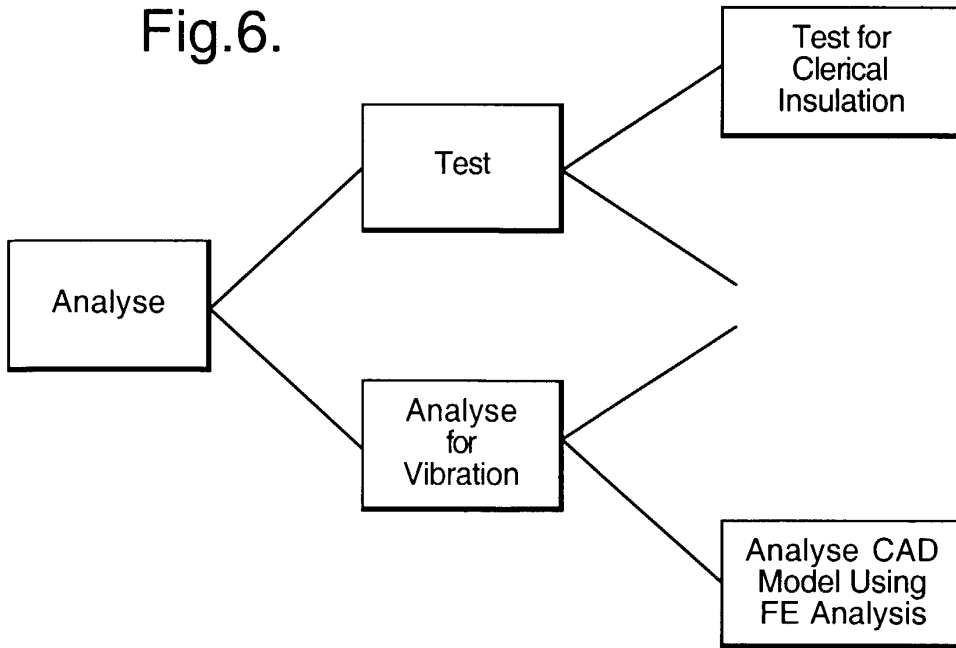 Fig.6.
Test for
Clerical
Insulation
Test
Analyse
Analyse
for
Vibration
Analyse CAD
Model Using
FE Analysis